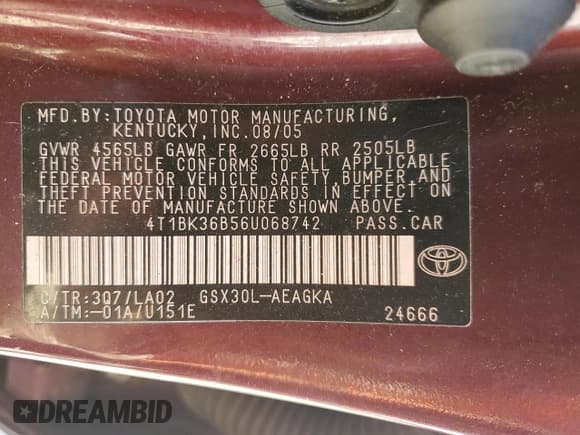 MFD.BY:TOYOTA MOTOR MANUFACTURING,
KENTUCKY, INC.08/05
GVWR 4565LB GAWR FR 2665LB RR 2505LB
THIS VEHICLE CONFORMS TO ALL APPLICABLE
FEDERAL MOTOR VEHICLE SAFETY, BUMPER AND
THEFT PREVENTION STANDARDS IN EFFECT ON
THE DATE OF MANUFACTURE SHOWN ABOVE.
4T1BK36B56U068742 PASS.CAR
C/TR:3Q7/LA02 GSX30L-AEAGKA
A/TM:-01A/U151E 24666
DREAMBID